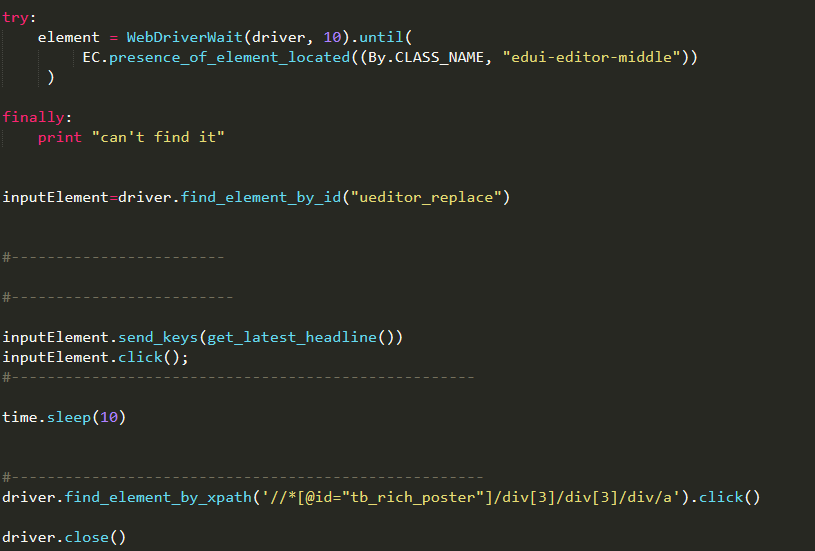 try:
    element = WebDriverWait(driver, 10).until(
         EC.presence_of_element_located((By.CLASS_NAME, "edui-editor-middle"))
     )
finally:
    print "can't find it"
inputElement=driver.find_element_by_id("ueditor_replace")
#------------------------
#-------------------------
inputElement.send_keys(get_latest_headline())
inputElement.click();
#----------------------------------------------------
time.sleep(10)
#-----------------------------------------------------
driver.find_element_by_xpath('//*[@id="tb_rich_poster"]/div[3]/div[3]/div/a').click()
driver.close()